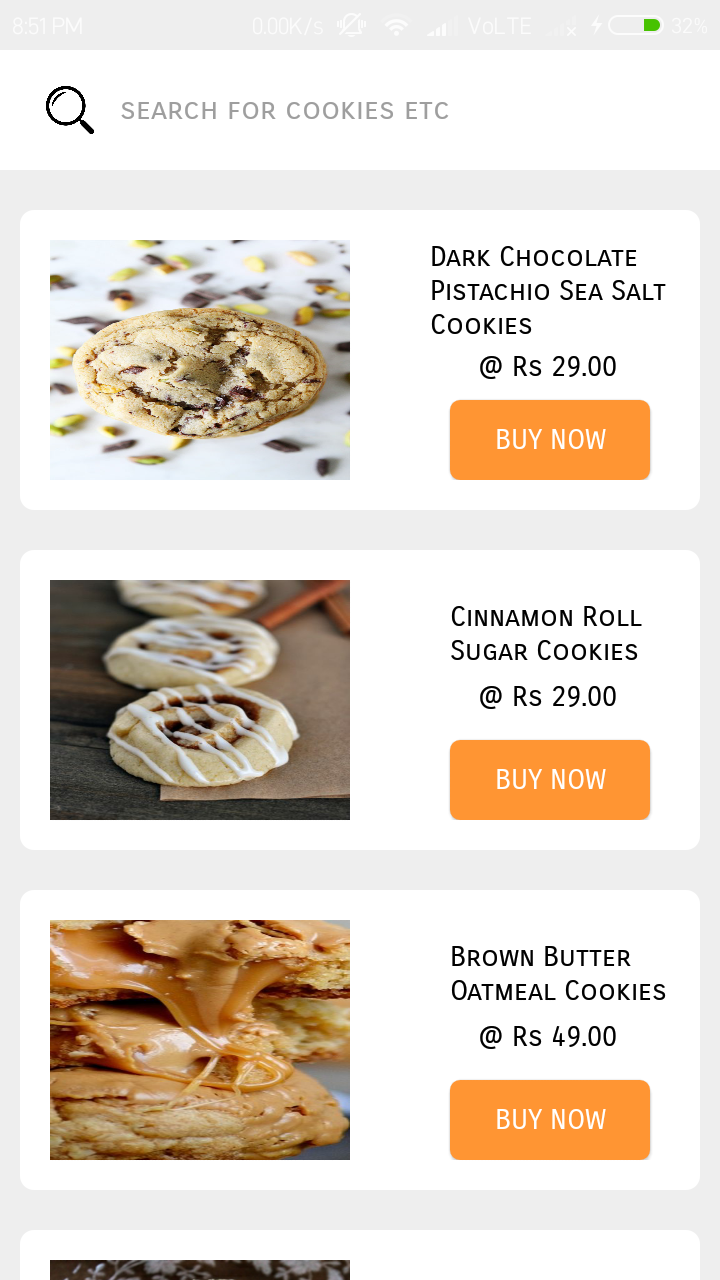 8:51 PM 0.00K/s VoLTE 32%
SEARCH FOR COOKIES ETC
Dark Chocolate
Pistachio Sea Salt
Cookies
@ Rs 29.00
BUY NOW
Cinnamon Roll
Sugar Cookies
@ Rs 29.00
BUY NOW
Brown Butter
Oatmeal Cookies
@ Rs 49.00
BUY NOW